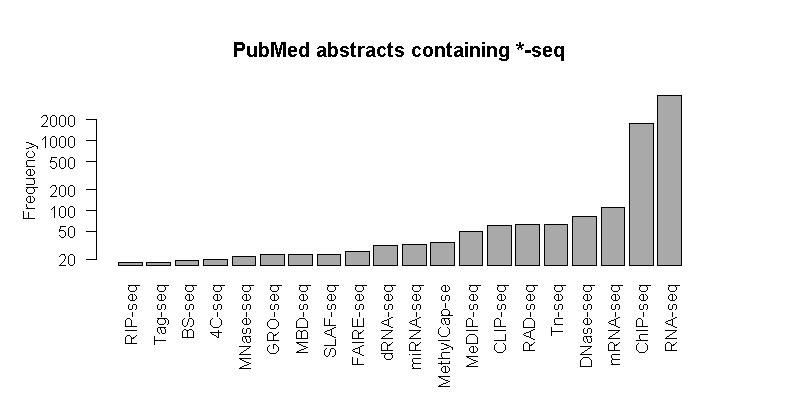 PubMed abstracts containing *-seq
Frequency
2000
1000
500
200
100
50
20
RIP-seq
Tag-seq
BS-seq
4C-seq
MNase-seq
GRO-seq
MBD-seq
SLAF-seq
FAIRE-seq
dRNA-seq
miRNA-seq
MethylCap-se
MeDIP-seq
CLIP-seq
RAD-seq
Tn-seq
DNase-seq
mRNA-seq
ChIP-seq
RNA-seq